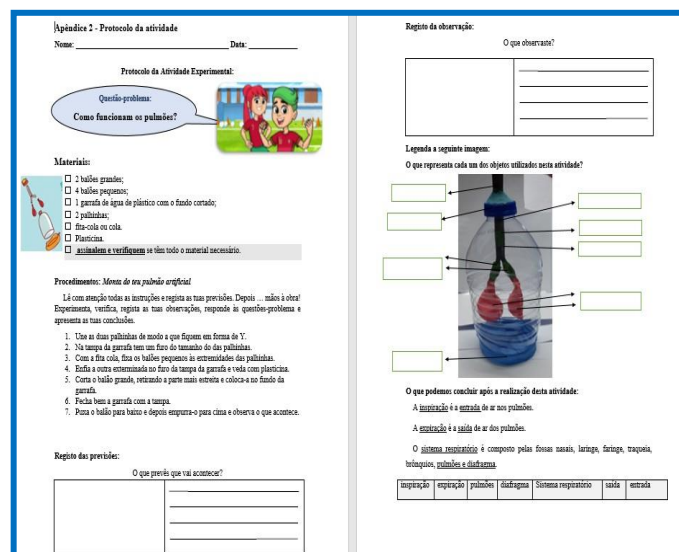 Apêndice 2 - Protocolo da atividade
Nome: Data:
Protocolo da Atividade Experimental:
Questão-problema:
Como funcionam os pulmões?
Materiais:
2 balões grandes;
4 balões pequenos;
1 garrafa de água de plástico com o fundo cortado;
2 palhinhas;
fita-cola ou cola.
Plasticina.
assinalem e verifiquem se têm todo o material necessário.
Procedimentos: Monta do teu pulmão artificial
Lê com atenção todas as instruções e regista as tuas previsões. Depois … mãos à obra!
Experimenta, verifica, regista as tuas observações, responde às questões-problema e
apresenta as tuas conclusões.
1. Une as duas palhinhas de modo a que fiquem em forma de Y.
2. Na tampa da garrafa tem um furo do tamanho do das palhinhas.
3. Com a fita cola, fixa os balões pequenos às extremidades das palhinhas.
4. Enfia a outra exterminada no furo da tampa da garrafa e veda com plasticina.
5. Corta o balão grande, retirando a parte mais estreita e coloca-a no fundo da
garrafa.
6. Fecha bem a garrafa com a tampa.
7. Puxa o balão para baixo e depois empurra-o para cima e observa o que acontece.
Registo das previsões:
O que prevês que vai acontecer?
Registo da observação:
O que observaste?
Legenda a seguinte imagem:
O que representa cada um dos objetos utilizados nesta atividade?
O que podemos concluir após a realização desta atividade:
A inspiração é a entrada de ar nos pulmões.
A expiração é a saída de ar dos pulmões.
O sistema respiratório é composto pelas fossas nasais, laringe, faringe, traqueia,
brônquios, pulmões e diafragma.
inspiração expiração pulmões diafragma Sistema respiratório saída entrada